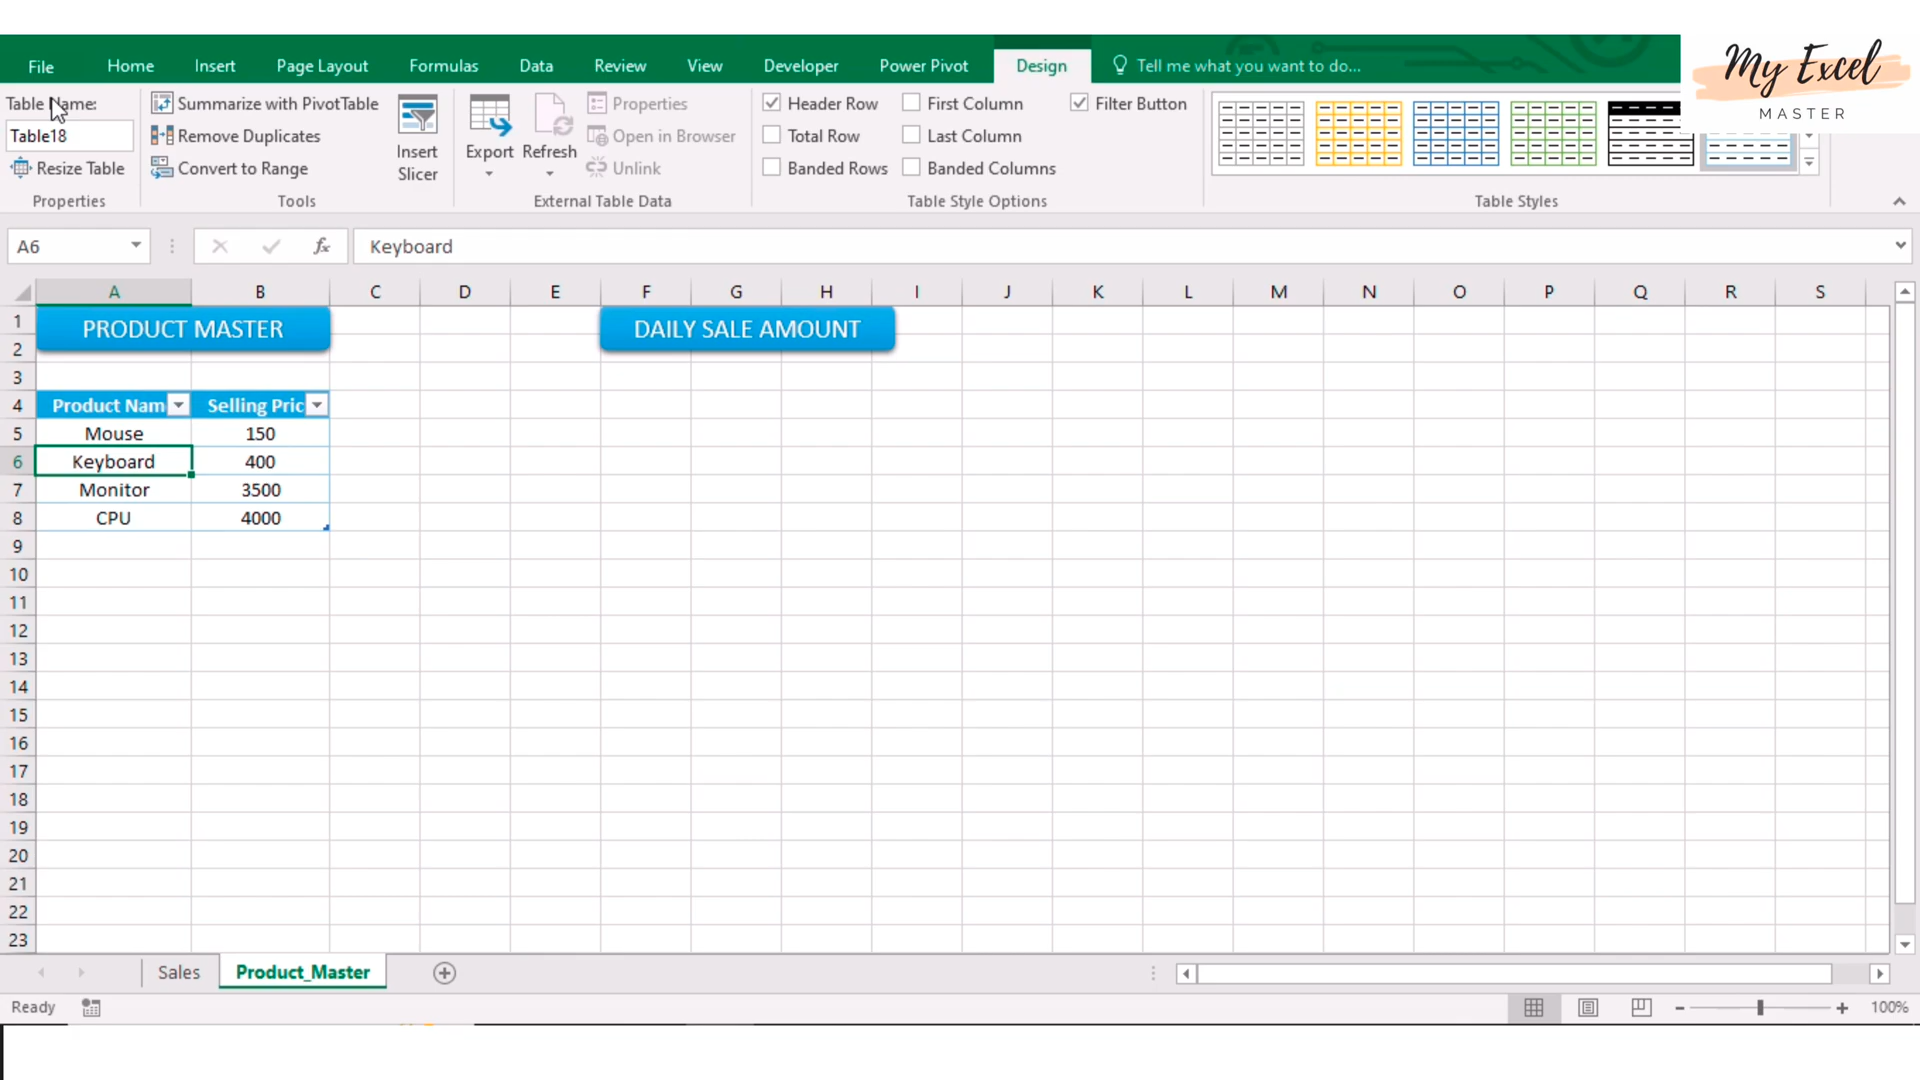 My Excel
MASTER
File Home Insert Page Layout Formulas Data Review View Developer Power Pivot Design Tell me what you want to do...
Table Name:
Table18
Resize Table
Properties
Summarize with PivotTable
Remove Duplicates
Convert to Range
Tools
Insert
Slicer
Export Refresh
Properties
Open in Browser
Unlink
External Table Data
Header Row First Column Filter Button
Total Row Last Column
Banded Rows Banded Columns
Table Style Options
Table Styles
A6 fx Keyboard
A B C D E F G H I J K L M N O P Q R S
1
PRODUCT MASTER DAILY SALE AMOUNT
2
3
4 Product Nam Selling Pric
5 Mouse 150
6 Keyboard 400
7 Monitor 3500
8 CPU 4000
9
10
11
12
13
14
15
16
17
18
19
20
21
22
23
Sales Product_Master
Ready 100%